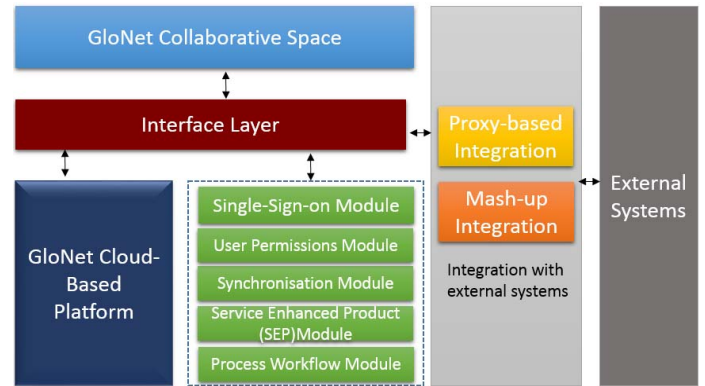 GloNet Collaborative Space
Interface Layer
GloNet Cloud-
Based
Platform
Single-Sign-on Module
User Permissions Module
Synchronisation Module
Service Enhanced Product
(SEP)Module
Process Workflow Module
Proxy-based
Integration
Mash-up
Integration
Integration with
external systems
External
Systems